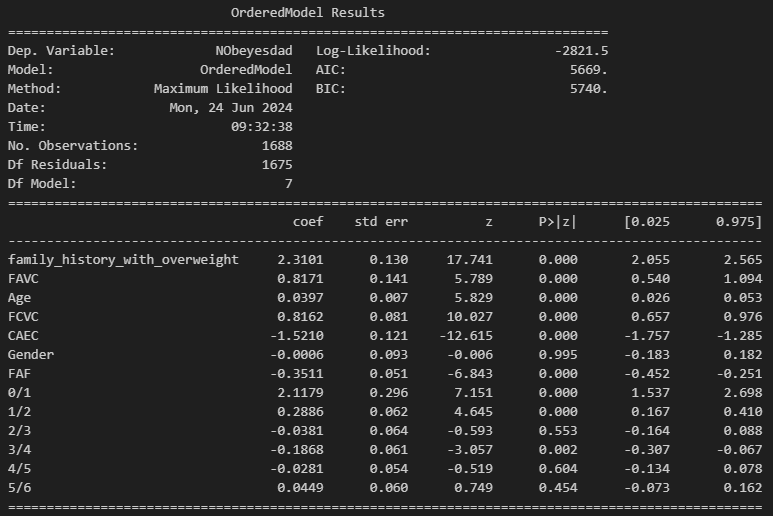 OrderedModel Results
==============================================================================
Dep. Variable:             NObeyesdad   Log-Likelihood:                -2821.5
Model:                   OrderedModel   AIC:                             5669.
Method:            Maximum Likelihood   BIC:                             5740.
Date:                Mon, 24 Jun 2024
Time:                        09:32:38
No. Observations:                1688
Df Residuals:                    1675
Df Model:                           7
==================================================================================================
                                     coef    std err          z      P>|z|      [0.025      0.975]
--------------------------------------------------------------------------------------------------
family_history_with_overweight     2.3101      0.130     17.741      0.000       2.055       2.565
FAVC                               0.8171      0.141      5.789      0.000       0.540       1.094
Age                                0.0397      0.007      5.829      0.000       0.026       0.053
FCVC                               0.8162      0.081     10.027      0.000       0.657       0.976
CAEC                              -1.5210      0.121    -12.615      0.000      -1.757      -1.285
Gender                            -0.0006      0.093     -0.006      0.995      -0.183       0.182
FAF                               -0.3511      0.051     -6.843      0.000      -0.452      -0.251
0/1                                2.1179      0.296      7.151      0.000       1.537       2.698
1/2                                0.2886      0.062      4.645      0.000       0.167       0.410
2/3                               -0.0381      0.064     -0.593      0.553      -0.164       0.088
3/4                               -0.1868      0.061     -3.057      0.002      -0.307      -0.067
4/5                               -0.0281      0.054     -0.519      0.604      -0.134       0.078
5/6                                0.0449      0.060      0.749      0.454      -0.073       0.162
==================================================================================================